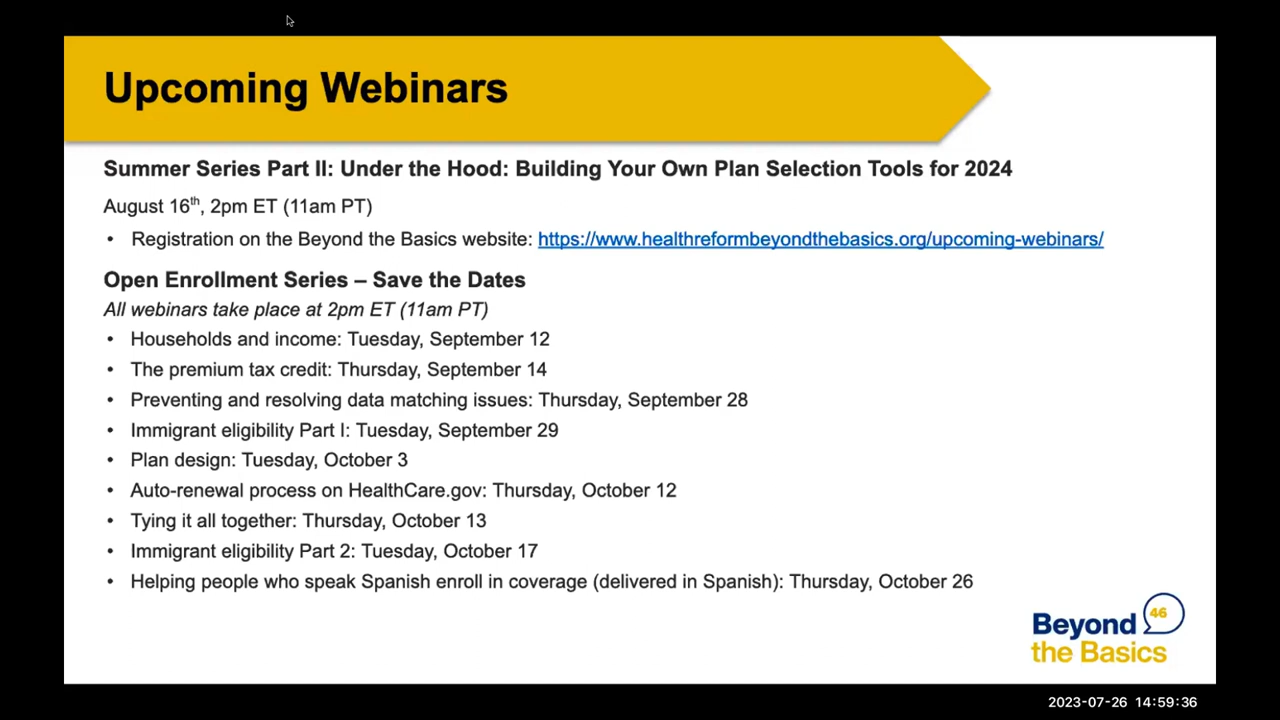 Upcoming Webinars
Summer Series Part II: Under the Hood: Building Your Own Plan Selection Tools for 2024
August 16th, 2pm ET (11am PT)
• Registration on the Beyond the Basics website: https://www.healthreformbeyondthebasics.org/upcoming-webinars/
Open Enrollment Series – Save the Dates
All webinars take place at 2pm ET (11am PT)
• Households and income: Tuesday, September 12
• The premium tax credit: Thursday, September 14
• Preventing and resolving data matching issues: Thursday, September 28
• Immigrant eligibility Part I: Tuesday, September 29
• Plan design: Tuesday, October 3
• Auto-renewal process on HealthCare.gov: Thursday, October 12
• Tying it all together: Thursday, October 13
• Immigrant eligibility Part 2: Tuesday, October 17
• Helping people who speak Spanish enroll in coverage (delivered in Spanish): Thursday, October 26
46
Beyond
the Basics
2023-07-26 14:59:36